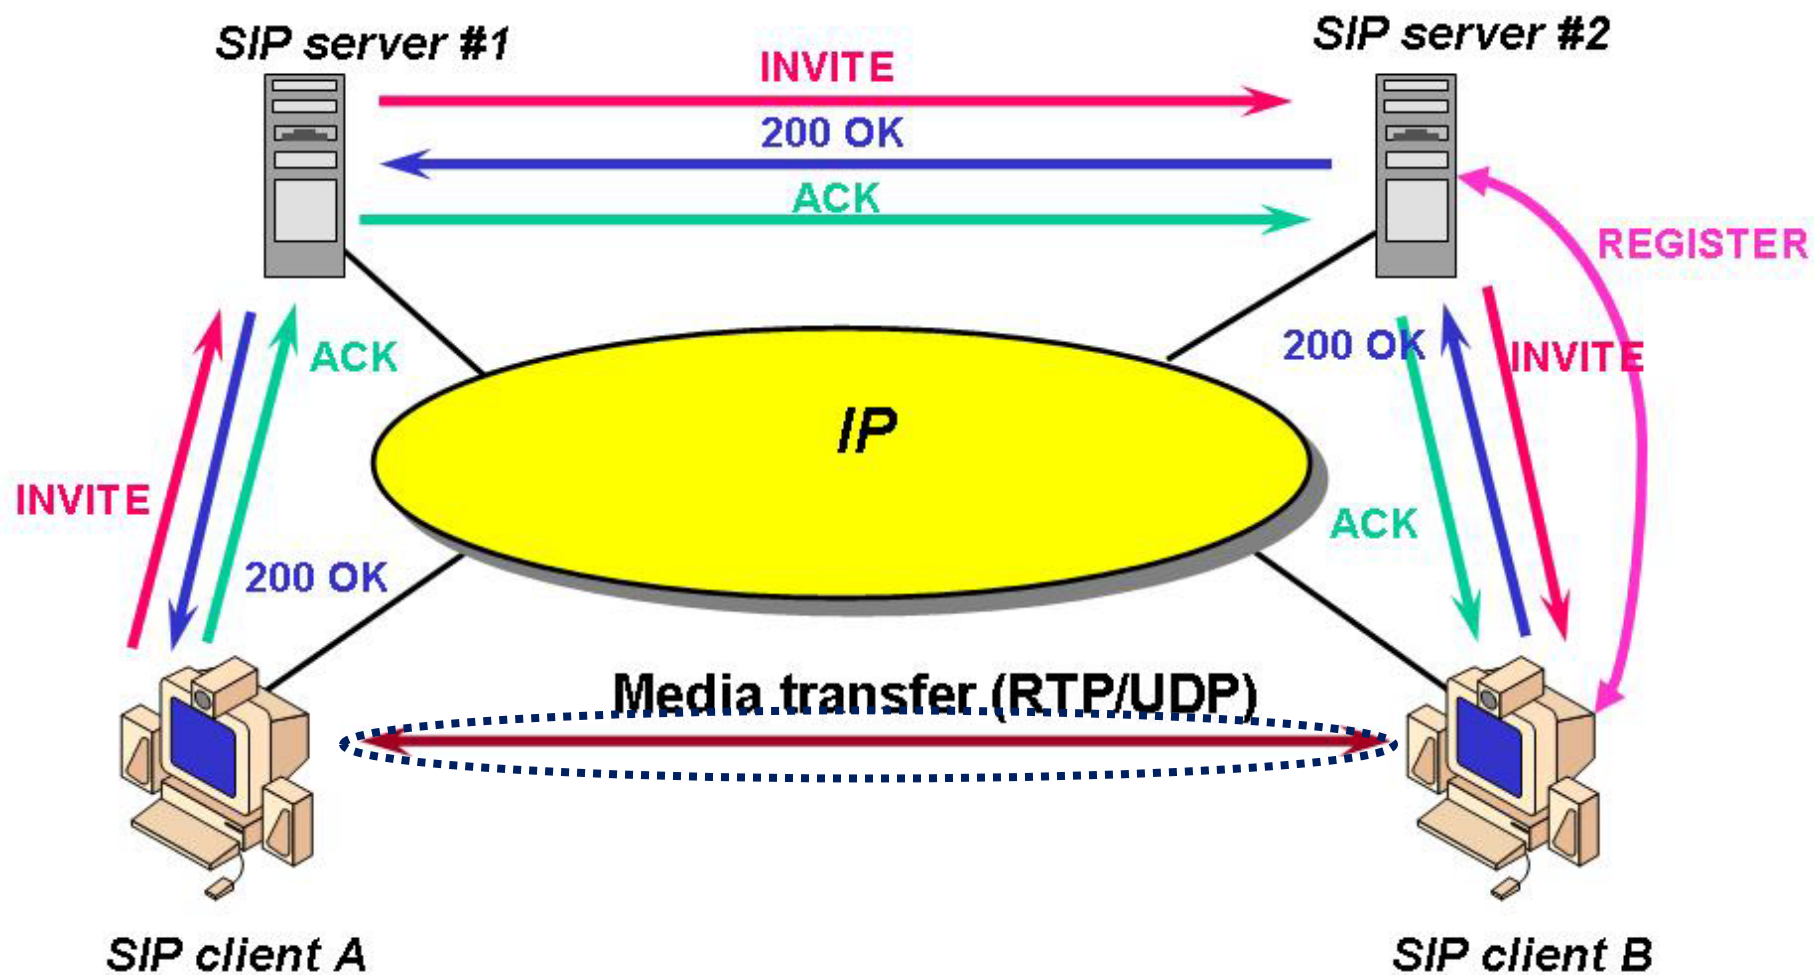 SIP server #1
SIP server #2
INVITE
200 OK
ACK
REGISTER
ACK
200 OK
INVITE
IP
INVITE
ACK
200 OK
Media transfer (RTP/UDP)
SIP client A
SIP client B